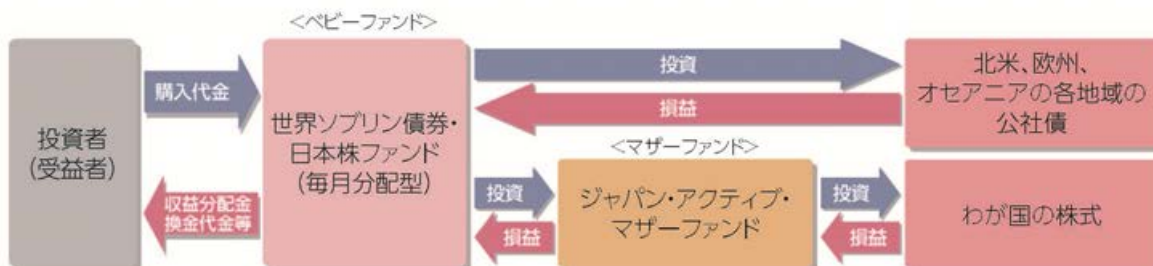 <ベビーファンド>
投資者
(受益者)
購入代金
収益分配金
換金代金等
世界ソブリン債券・
日本株ファンド
(毎月分配型)
投資
損益
北米、欧州、
オセアニアの各地域の
公社債
<マザーファンド>
投資
損益
ジャパン・アクティブ・
マザーファンド
投資
損益
わが国の株式